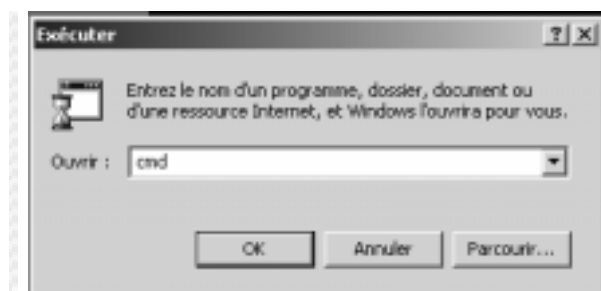 Exécuter
Entrez le nom d'un programme, dossier, document ou
d'une ressource Internet, et Windows l'ouvrira pour vous.
Ouvrir : cmd
OK Annuler Parcourir...